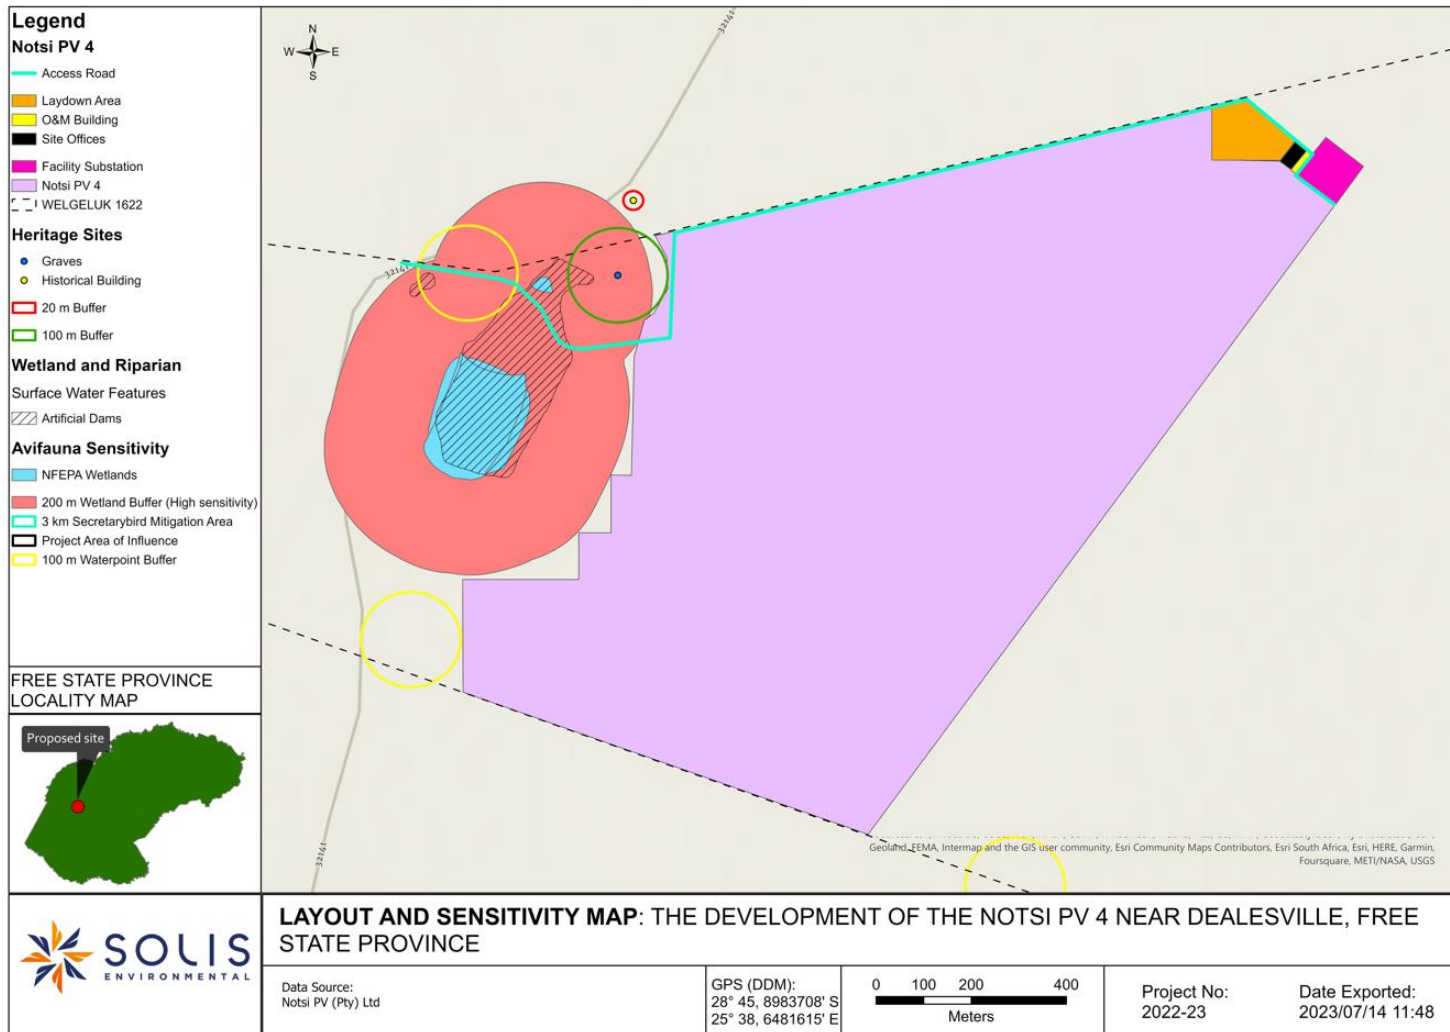 Legend
Notsi PV 4
Access Road
Laydown Area
O&M Building
Site Offices
Facility Substation
Notsi PV 4
WELGELUK 1622
Heritage Sites
Graves
Historical Building
20 m Buffer
100 m Buffer
Wetland and Riparian
Surface Water Features
Artificial Dams
Avifauna Sensitivity
NFEPA Wetlands
200 m Wetland Buffer (High sensitivity)
3 km Secretarybird Mitigation Area
Project Area of Influence
100 m Waterpoint Buffer
FREE STATE PROVINCE
LOCALITY MAP
Proposed site
N
W E
S
32141
32141
32141
Geoland, FEMA, Intermap and the GIS user community, Esri Community Maps Contributors, Esri South Africa, Esri, HERE, Garmin,
Foursquare, METI/NASA, USGS
SOLIS
ENVIRONMENTAL
LAYOUT AND SENSITIVITY MAP: THE DEVELOPMENT OF THE NOTSI PV 4 NEAR DEALESVILLE, FREE
STATE PROVINCE
Data Source:
Notsi PV (Pty) Ltd
GPS (DDM):
28° 45, 8983708' S
25° 38, 6481615' E
0 100 200 400
Meters
Project No:
2022-23
Date Exported:
2023/07/14 11:48